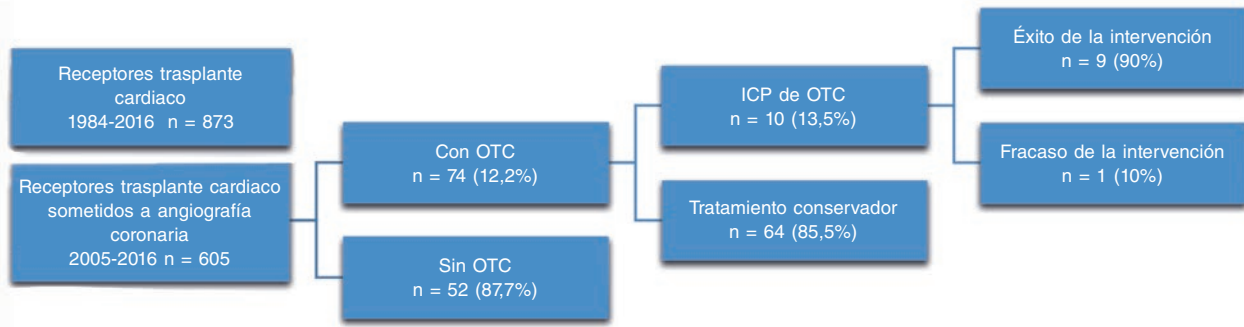 Receptores trasplante
cardiaco
1984-2016 n = 873
Receptores trasplante cardiaco
sometidos a angiografía
coronaria
2005-2016 n = 605
Con OTC
n = 74 (12,2%)
Sin OTC
n = 52 (87,7%)
ICP de OTC
n = 10 (13,5%)
Tratamiento conservador
n = 64 (85,5%)
Éxito de la intervención
n = 9 (90%)
Fracaso de la intervención
n = 1 (10%)